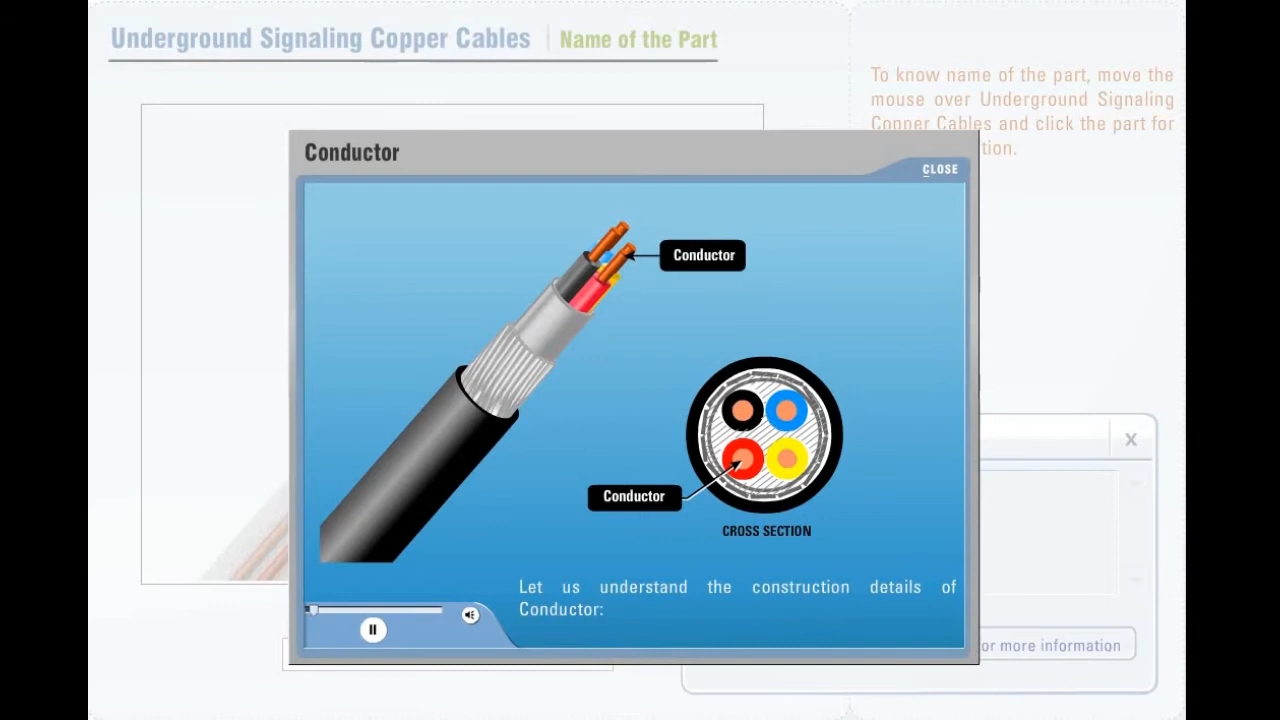 Underground Signaling Copper Cables | Name of the Part
To know name of the part, move the
mouse over Underground Signaling
Copper Cables and click the part for
tion.
Conductor
CLOSE
Conductor
Conductor
CROSS SECTION
Let us understand the construction details of
Conductor:
X
or more information